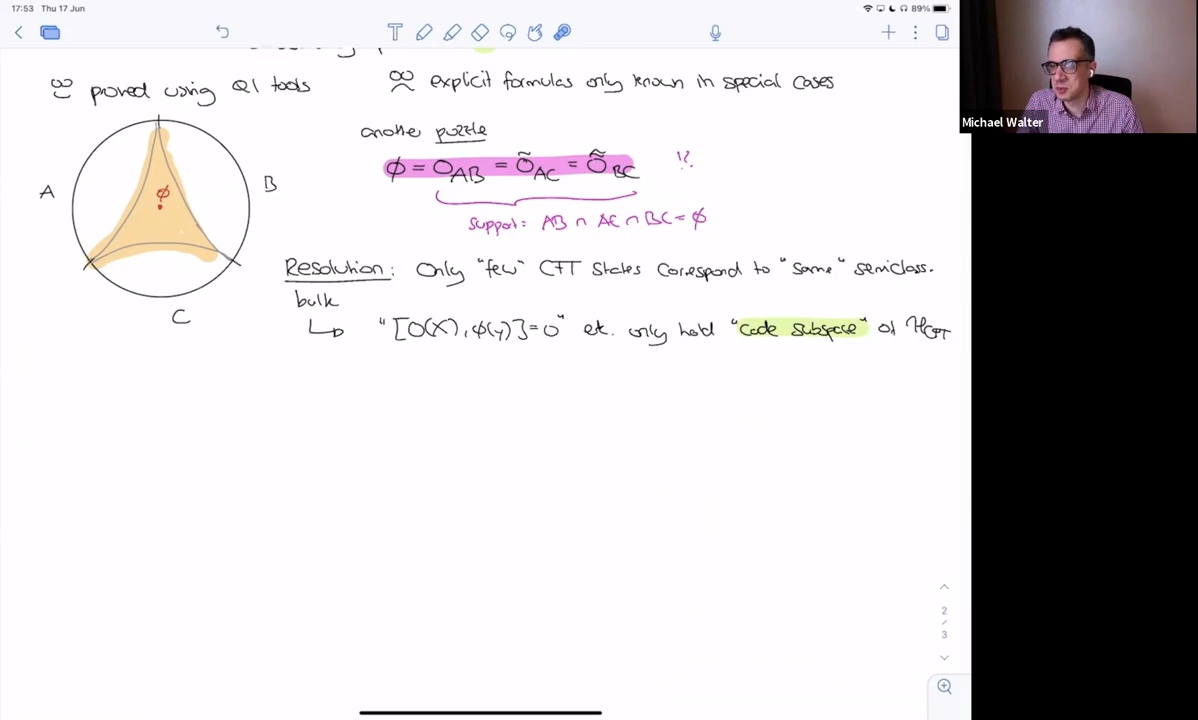 17:53 Thu 17 Jun
89%
proved using QI tools
explicit formulas only known in special cases
another puzzle
ϕ = O_AB = Õ_AC = Õ̃_BC !?
support: AB ∩ AC ∩ BC = ∅
A
B
ϕ
C
Resolution: Only "few" CFT states correspond to "same" semiclass.
bulk
↳ "[O(x), ϕ(y)] = 0" etc. only hold "code subspace" of H_CFT
Michael Walter
2
/
3